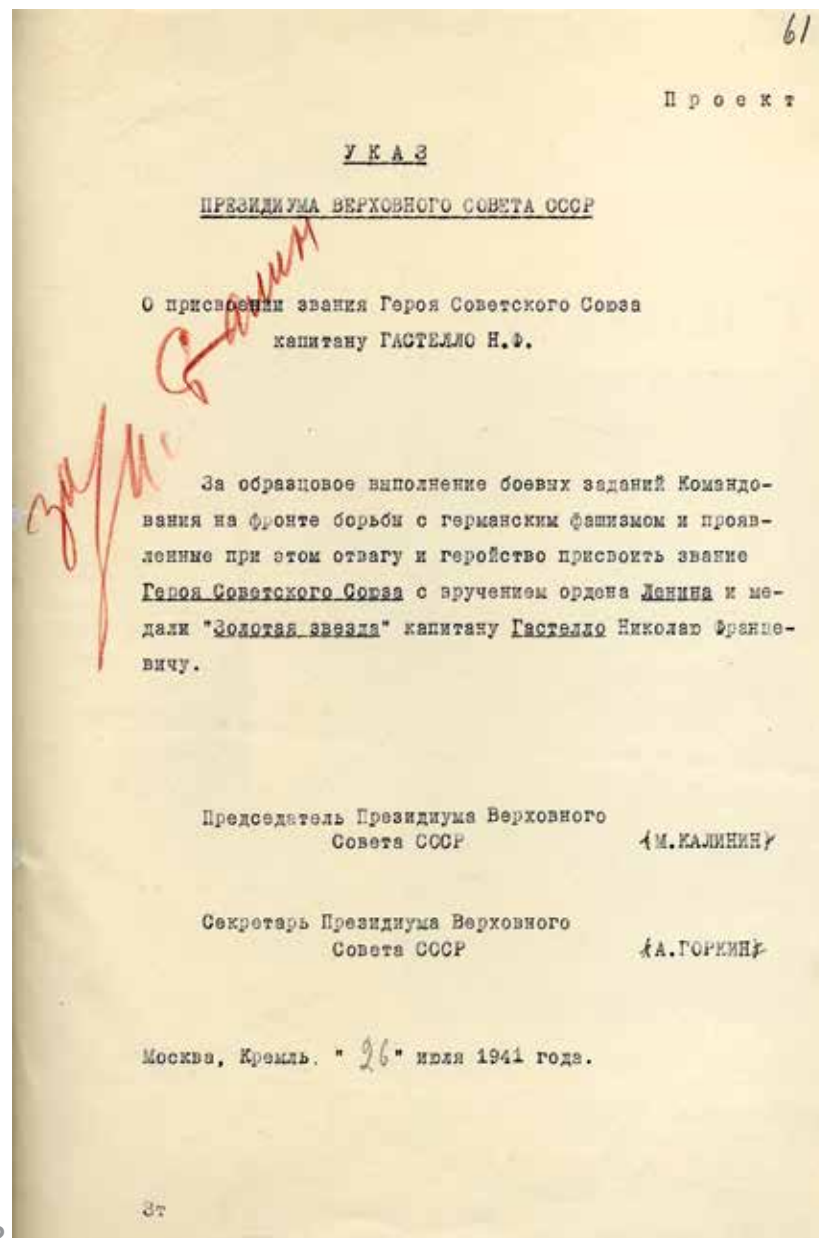 61
Проект
УКАЗ
ПРЕЗИДИУМА ВЕРХОВНОГО СОВЕТА СССР
О присвоении звания Героя Советского Союза
капитану ГАСТЕЛЛО Н.Ф.
за И. Сталин
За образцовое выполнение боевых заданий Командо-
вания на фронте борьбы с германским фашизмом и прояв-
ленные при этом отвагу и геройство присвоить звание
Героя Советского Союза с вручением ордена Ленина и ме-
дали "Золотая звезда" капитану Гастелло Николаю Франце-
вичу.
Председатель Президиума Верховного
Совета СССР (М.КАЛИНИН)
Секретарь Президиума Верховного
Совета СССР (А.ГОРКИН)
Москва, Кремль. "26" июля 1941 года.
3т